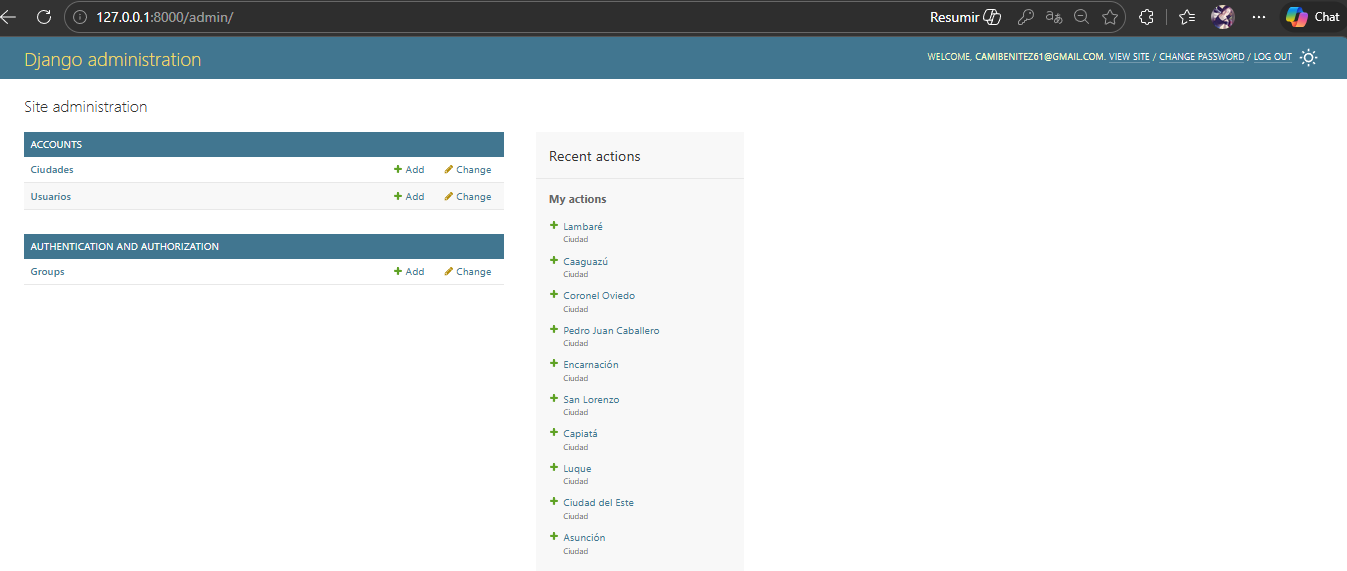 127.0.0.1:8000/admin/
Resumir
Chat
Django administration
WELCOME, CAMIBENITEZ61@GMAIL.COM. VIEW SITE / CHANGE PASSWORD / LOG OUT
Site administration
ACCOUNTS
Ciudades Add Change
Usuarios Add Change
AUTHENTICATION AND AUTHORIZATION
Groups Add Change
Recent actions
My actions
Lambaré
Ciudad
Caaguazú
Ciudad
Coronel Oviedo
Ciudad
Pedro Juan Caballero
Ciudad
Encarnación
Ciudad
San Lorenzo
Ciudad
Capiatá
Ciudad
Luque
Ciudad
Ciudad del Este
Ciudad
Asunción
Ciudad